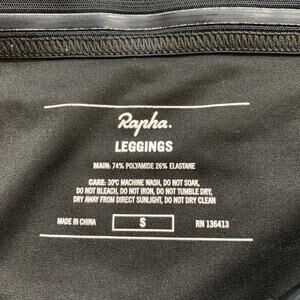 Rapha.
LEGGINGS
MAIN: 74% POLYAMIDE 26% ELASTANE
CARE: 30°C MACHINE WASH, DO NOT SOAK,
DO NOT BLEACH, DO NOT IRON, DO NOT TUMBLE DRY,
DRY AWAY FROM DIRECT SUNLIGHT, DO NOT DRY CLEAN
MADE IN CHINA S RN 136413